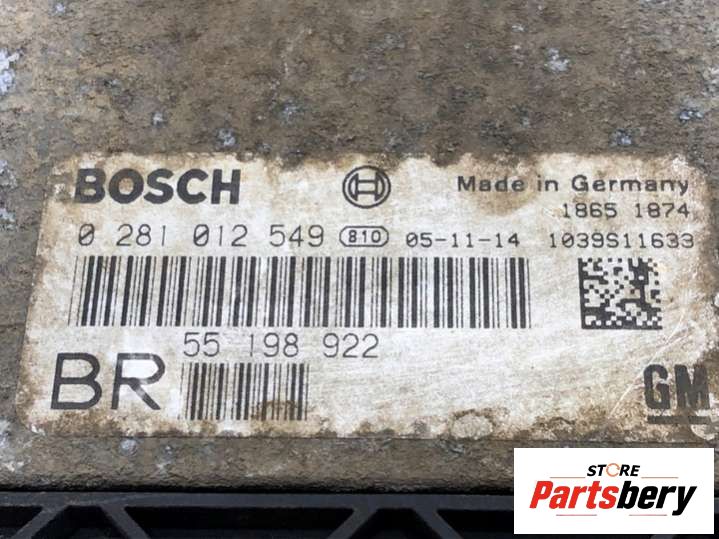 BOSCH Made in Germany
1865 1874
0 281 012 549 810 05-11-14 1039S11633
55 198 922
BR
GM
STORE
Partsbery